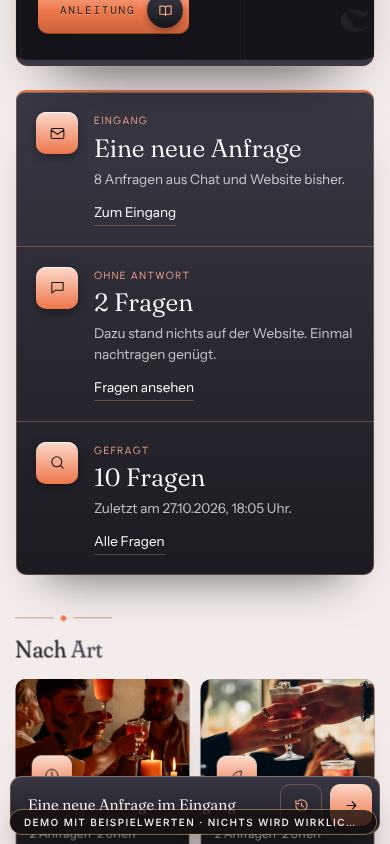 ANLEITUNG
EINGANG
Eine neue Anfrage
8 Anfragen aus Chat und Website bisher.
Zum Eingang
OHNE ANTWORT
2 Fragen
Dazu stand nichts auf der Website. Einmal
nachtragen genügt.
Fragen ansehen
GEFRAGT
10 Fragen
Zuletzt am 27.10.2026, 18:05 Uhr.
Alle Fragen
Nach Art
Eine neue Anfrage im Eingang
DEMO MIT BEISPIELWERTEN · NICHTS WIRD WIRKLIC…